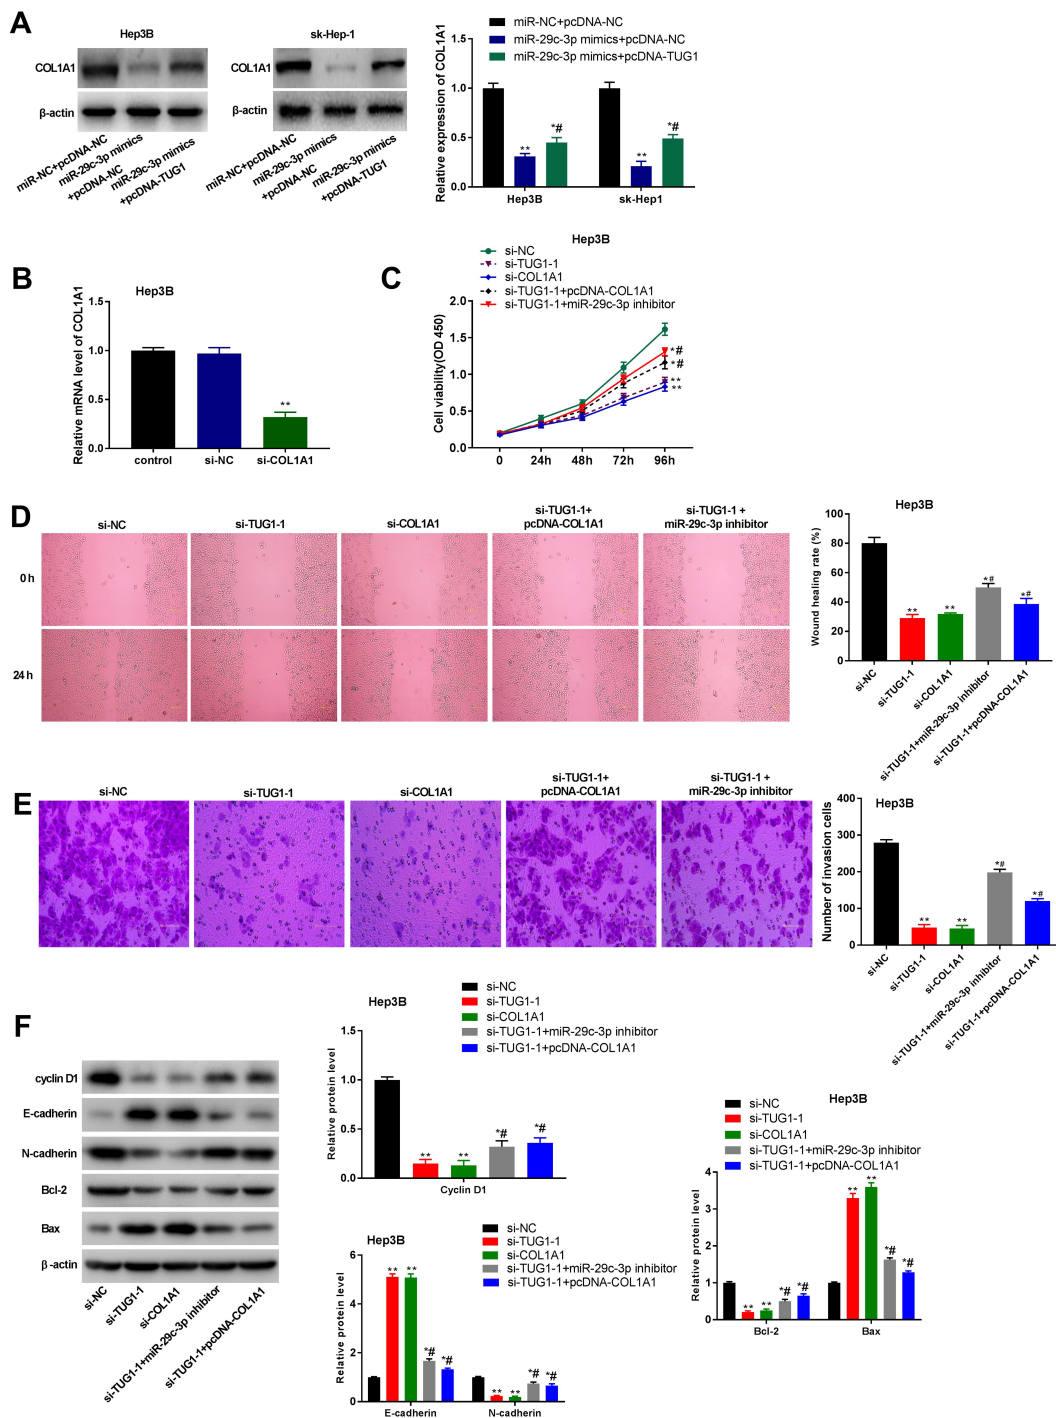 A
Hep3B
sk-Hep-1
COL1A1
COL1A1
β-actin
β-actin
miR-NC+pcDNA-NC
miR-29c-3p mimics
+pcDNA-NC
miR-29c-3p mimics
+pcDNA-TUG1
miR-NC+pcDNA-NC
miR-29c-3p mimics
+pcDNA-NC
miR-29c-3p mimics
+pcDNA-TUG1
miR-NC+pcDNA-NC
miR-29c-3p mimics+pcDNA-NC
miR-29c-3p mimics+pcDNA-TUG1
Relative expression of COL1A1
1.5
1.0
0.5
0.0
**
*#
**
*#
Hep3B
sk-Hep1
B
Hep3B
Relative mRNA level of COL1A1
1.5
1.0
0.5
0.0
**
control
si-NC
si-COL1A1
C
Hep3B
si-NC
si-TUG1-1
si-COL1A1
si-TUG1-1+pcDNA-COL1A1
si-TUG1-1+miR-29c-3p inhibitor
Cell viability(OD 450)
2.0
1.5
1.0
0.5
0.0
*#
*#
**
**
0
24h
48h
72h
96h
D
si-NC
si-TUG1-1
si-COL1A1
si-TUG1-1+
pcDNA-COL1A1
si-TUG1-1 +
miR-29c-3p inhibitor
0 h
24 h
Hep3B
Wound healing rate (%)
100
80
60
40
20
0
**
**
*#
*#
si-NC
si-TUG1-1
si-COL1A1
si-TUG1-1+miR-29c-3p inhibitor
si-TUG1-1+pcDNA-COL1A1
E
si-NC
si-TUG1-1
si-COL1A1
si-TUG1-1+
pcDNA-COL1A1
si-TUG1-1 +
miR-29c-3p inhibitor
Hep3B
Number of invasion cells
400
300
200
100
0
**
**
*#
*#
si-NC
si-TUG1-1
si-COL1A1
si-TUG1-1+miR-29c-3p inhibitor
si-TUG1-1+pcDNA-COL1A1
F
cyclin D1
E-cadherin
N-cadherin
Bcl-2
Bax
β-actin
si-NC
si-TUG1-1
si-COL1A1
si-TUG1-1+miR-29c-3p inhibitor
si-TUG1-1+pcDNA-COL1A1
Hep3B
si-NC
si-TUG1-1
si-COL1A1
si-TUG1-1+miR-29c-3p inhibitor
si-TUG1-1+pcDNA-COL1A1
Relative protein level
1.5
1.0
0.5
0.0
**
**
*#
*#
Cyclin D1
Hep3B
si-NC
si-TUG1-1
si-COL1A1
si-TUG1-1+miR-29c-3p inhibitor
si-TUG1-1+pcDNA-COL1A1
Relative protein level
6
4
2
0
**
**
*#
*#
**
**
*#
*#
E-cadherin
N-cadherin
Hep3B
si-NC
si-TUG1-1
si-COL1A1
si-TUG1-1+miR-29c-3p inhibitor
si-TUG1-1+pcDNA-COL1A1
Relative protein level
4
3
2
1
0
**
**
*#
*#
**
**
*#
*#
Bcl-2
Bax